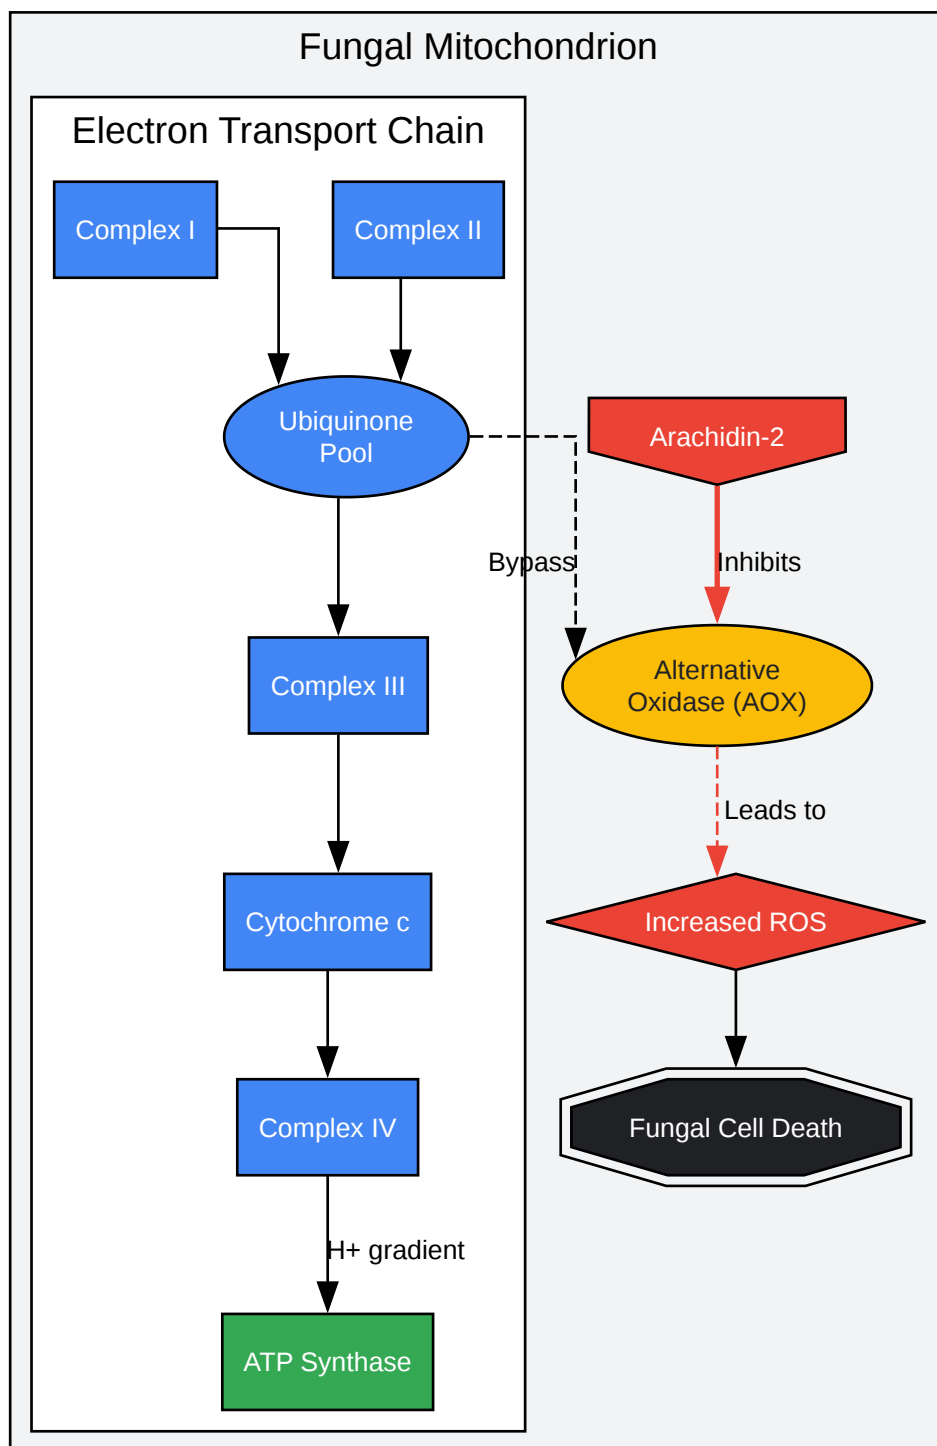 Fungal Mitochondrion
Electron Transport Chain
Complex I
Complex II
Ubiquinone
Pool
Arachidin-2
Bypass
Inhibits
Complex III
Alternative
Oxidase (AOX)
Leads to
Cytochrome c
Increased ROS
Complex IV
Fungal Cell Death
H+ gradient
ATP Synthase